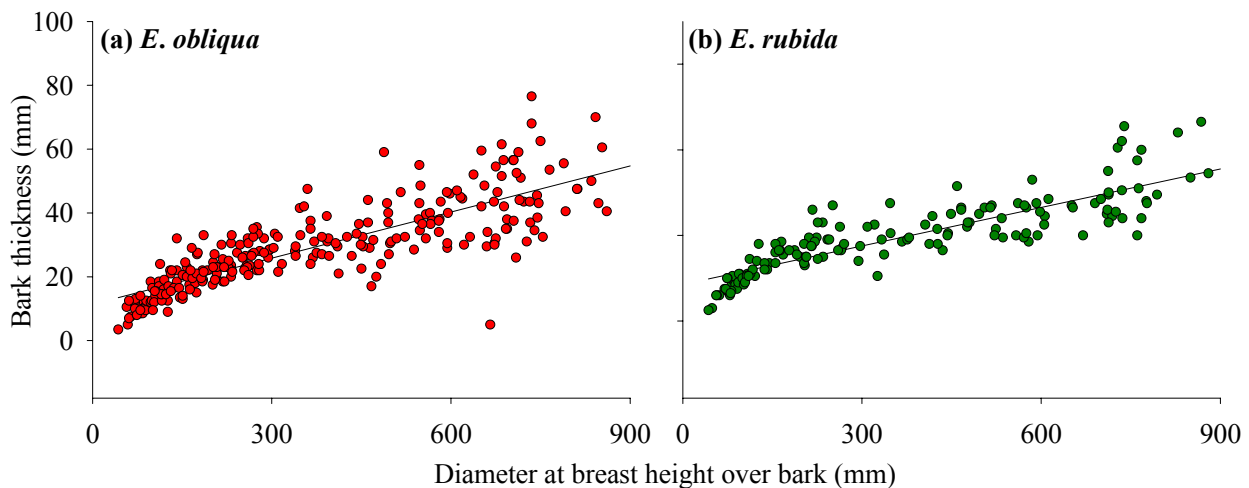 (a) E. obliqua
(b) E. rubida
Bark thickness (mm)
100
80
60
40
20
0
0 300 600 900
0 300 600 900
Diameter at breast height over bark (mm)